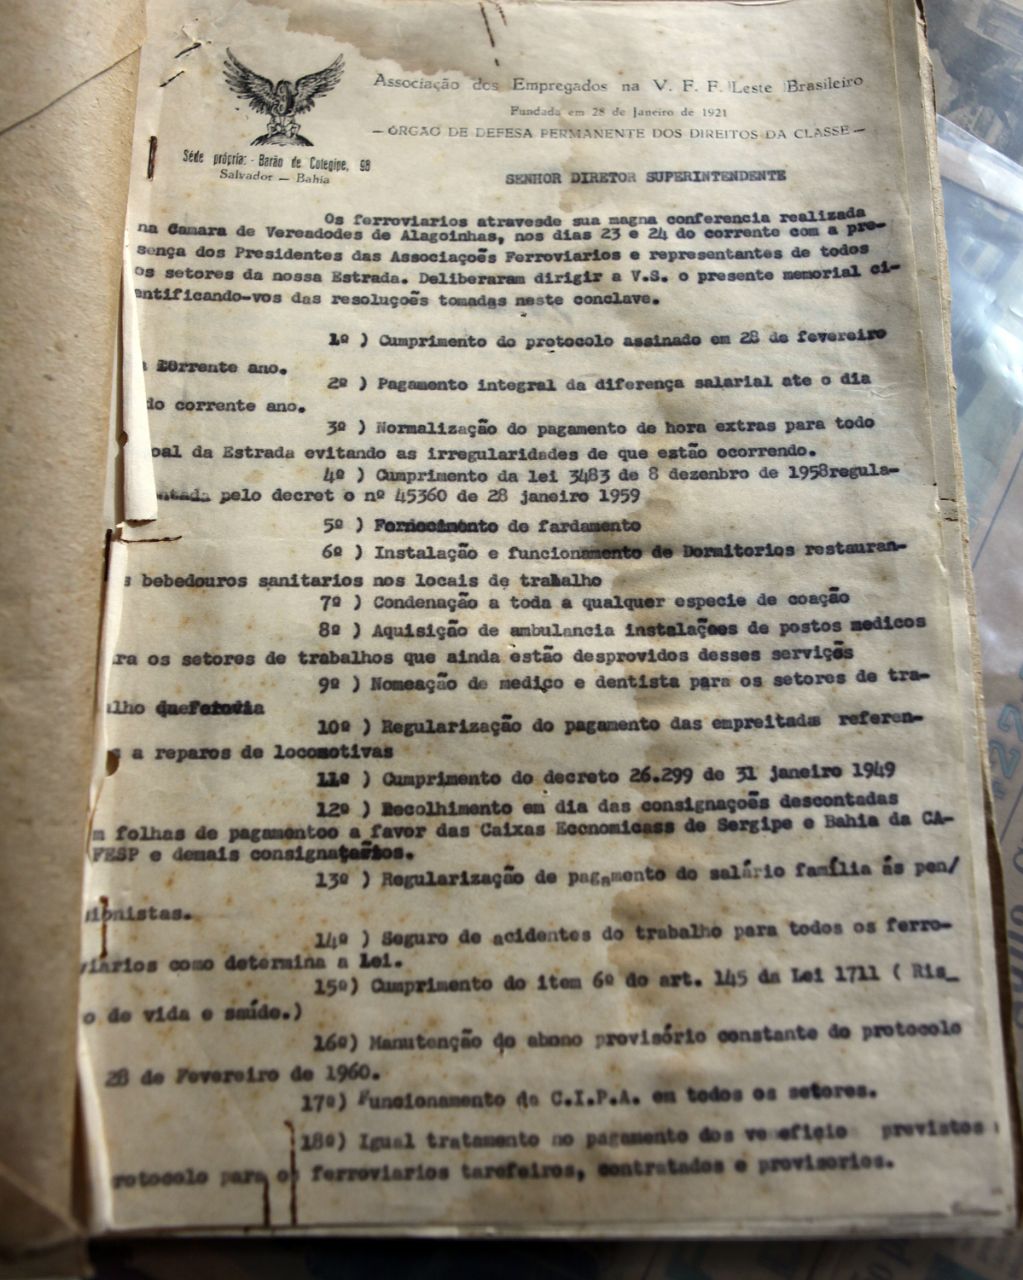 Associação dos Empregados na V. F. F. Leste Brasileiro
Fundada em 28 de Janeiro de 1921
— ÓRGÃO DE DEFESA PERMANENTE DOS DIREITOS DA CLASSE —
Séde própria: - Barão de Cotegipe, 98
Salvador — Bahia
SENHOR DIRETOR SUPERINTENDENTE
Os ferroviarios atravesde sua magna conferencia realizada
na Camara de Vereadodes de Alagoinhas, nos dias 23 e 24 do corrente com a pre-
sença dos Presidentes das Associaçoẽs Ferroviarios e representantes de todos
os setores da nossa Estrada. Deliberaram dirigir a V.S. o presente memorial ci-
entificando-vos das resoluçoẽs tomadas neste conclave.
1º ) Cumprimento do protocolo assinado em 28 de fevereiro
corrente ano.
2º ) Pagamento integral da diferença salarial ate o dia
do corrente ano.
3º ) Normalização do pagamento de hora extras para todo
oal da Estrada evitando as irregularidades de que estão ocorrendo.
4º ) Cumprimento da lei 3483 de 8 dezenbro de 1958regula-
ntada pelo decret o nº 45360 de 28 janeiro 1959
5º ) Fornecimento de fardamento
6º ) Instalação e funcionamento de Dormitorios restauran-
s bebedouros sanitarios nos locais de trabalho
7º ) Condenação a toda a qualquer especie de coação
8º ) Aquisição de ambulancia instalações de postos medicos
ra os setores de trabalhos que ainda estão desprovidos desses serviços
9º ) Nomeação de medico e dentista para os setores de tra-
lho
10º ) Regularização do pagamento das empreitads referen-
s a reparos de locomotivas
11º ) Cumprimento do decreto 26.299 de 31 janeiro 1949
12º ) Recolhimento em dia das consignaçoẽs descontadas
m folhas de pagamentoo a favor das Caixas Economicass de Sergipe e Bahia da CA-
FESP e demais consignatarios.
13º ) Regularização de pagamento do salário família ás pen/
ionistas.
14º ) Seguro de acidentes do trabalho para todos os ferro-
viarios como determina a Lei.
15º) Cumprimento do item 6º do art. 145 da Lei 1711 ( Ris_
o de vida e saúde.)
16º) Manutenção do abono provisório constante do protocolo
28 de Fevereiro de 1960.
17º) Funcionamento da C.I.P.A. em todos os setores.
18º) Igual tratamento no pagamento dos previstos
rotocolo para os ferroviarios tarefeiros, contratados e provisorios.